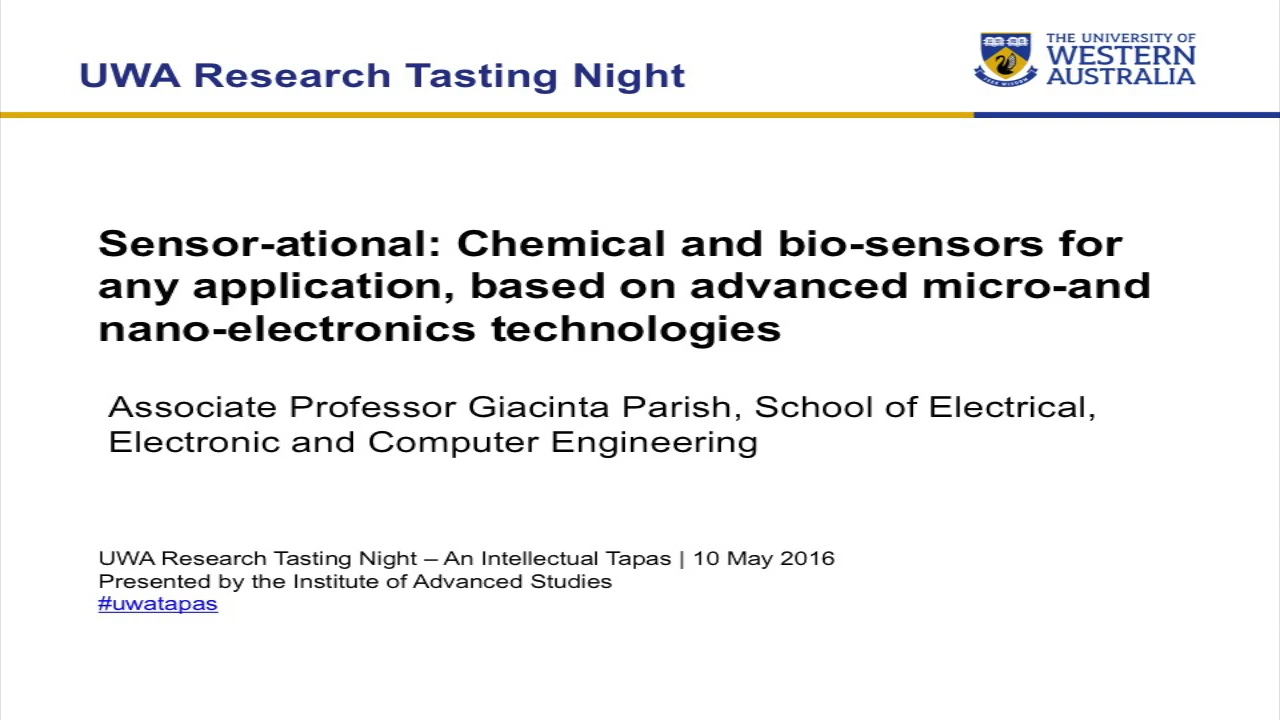 UWA Research Tasting Night
THE UNIVERSITY OF
WESTERN
AUSTRALIA
SEEK WISDOM
Sensor-ational: Chemical and bio-sensors for
any application, based on advanced micro-and
nano-electronics technologies
Associate Professor Giacinta Parish, School of Electrical,
Electronic and Computer Engineering
UWA Research Tasting Night – An Intellectual Tapas | 10 May 2016
Presented by the Institute of Advanced Studies
#uwatapas